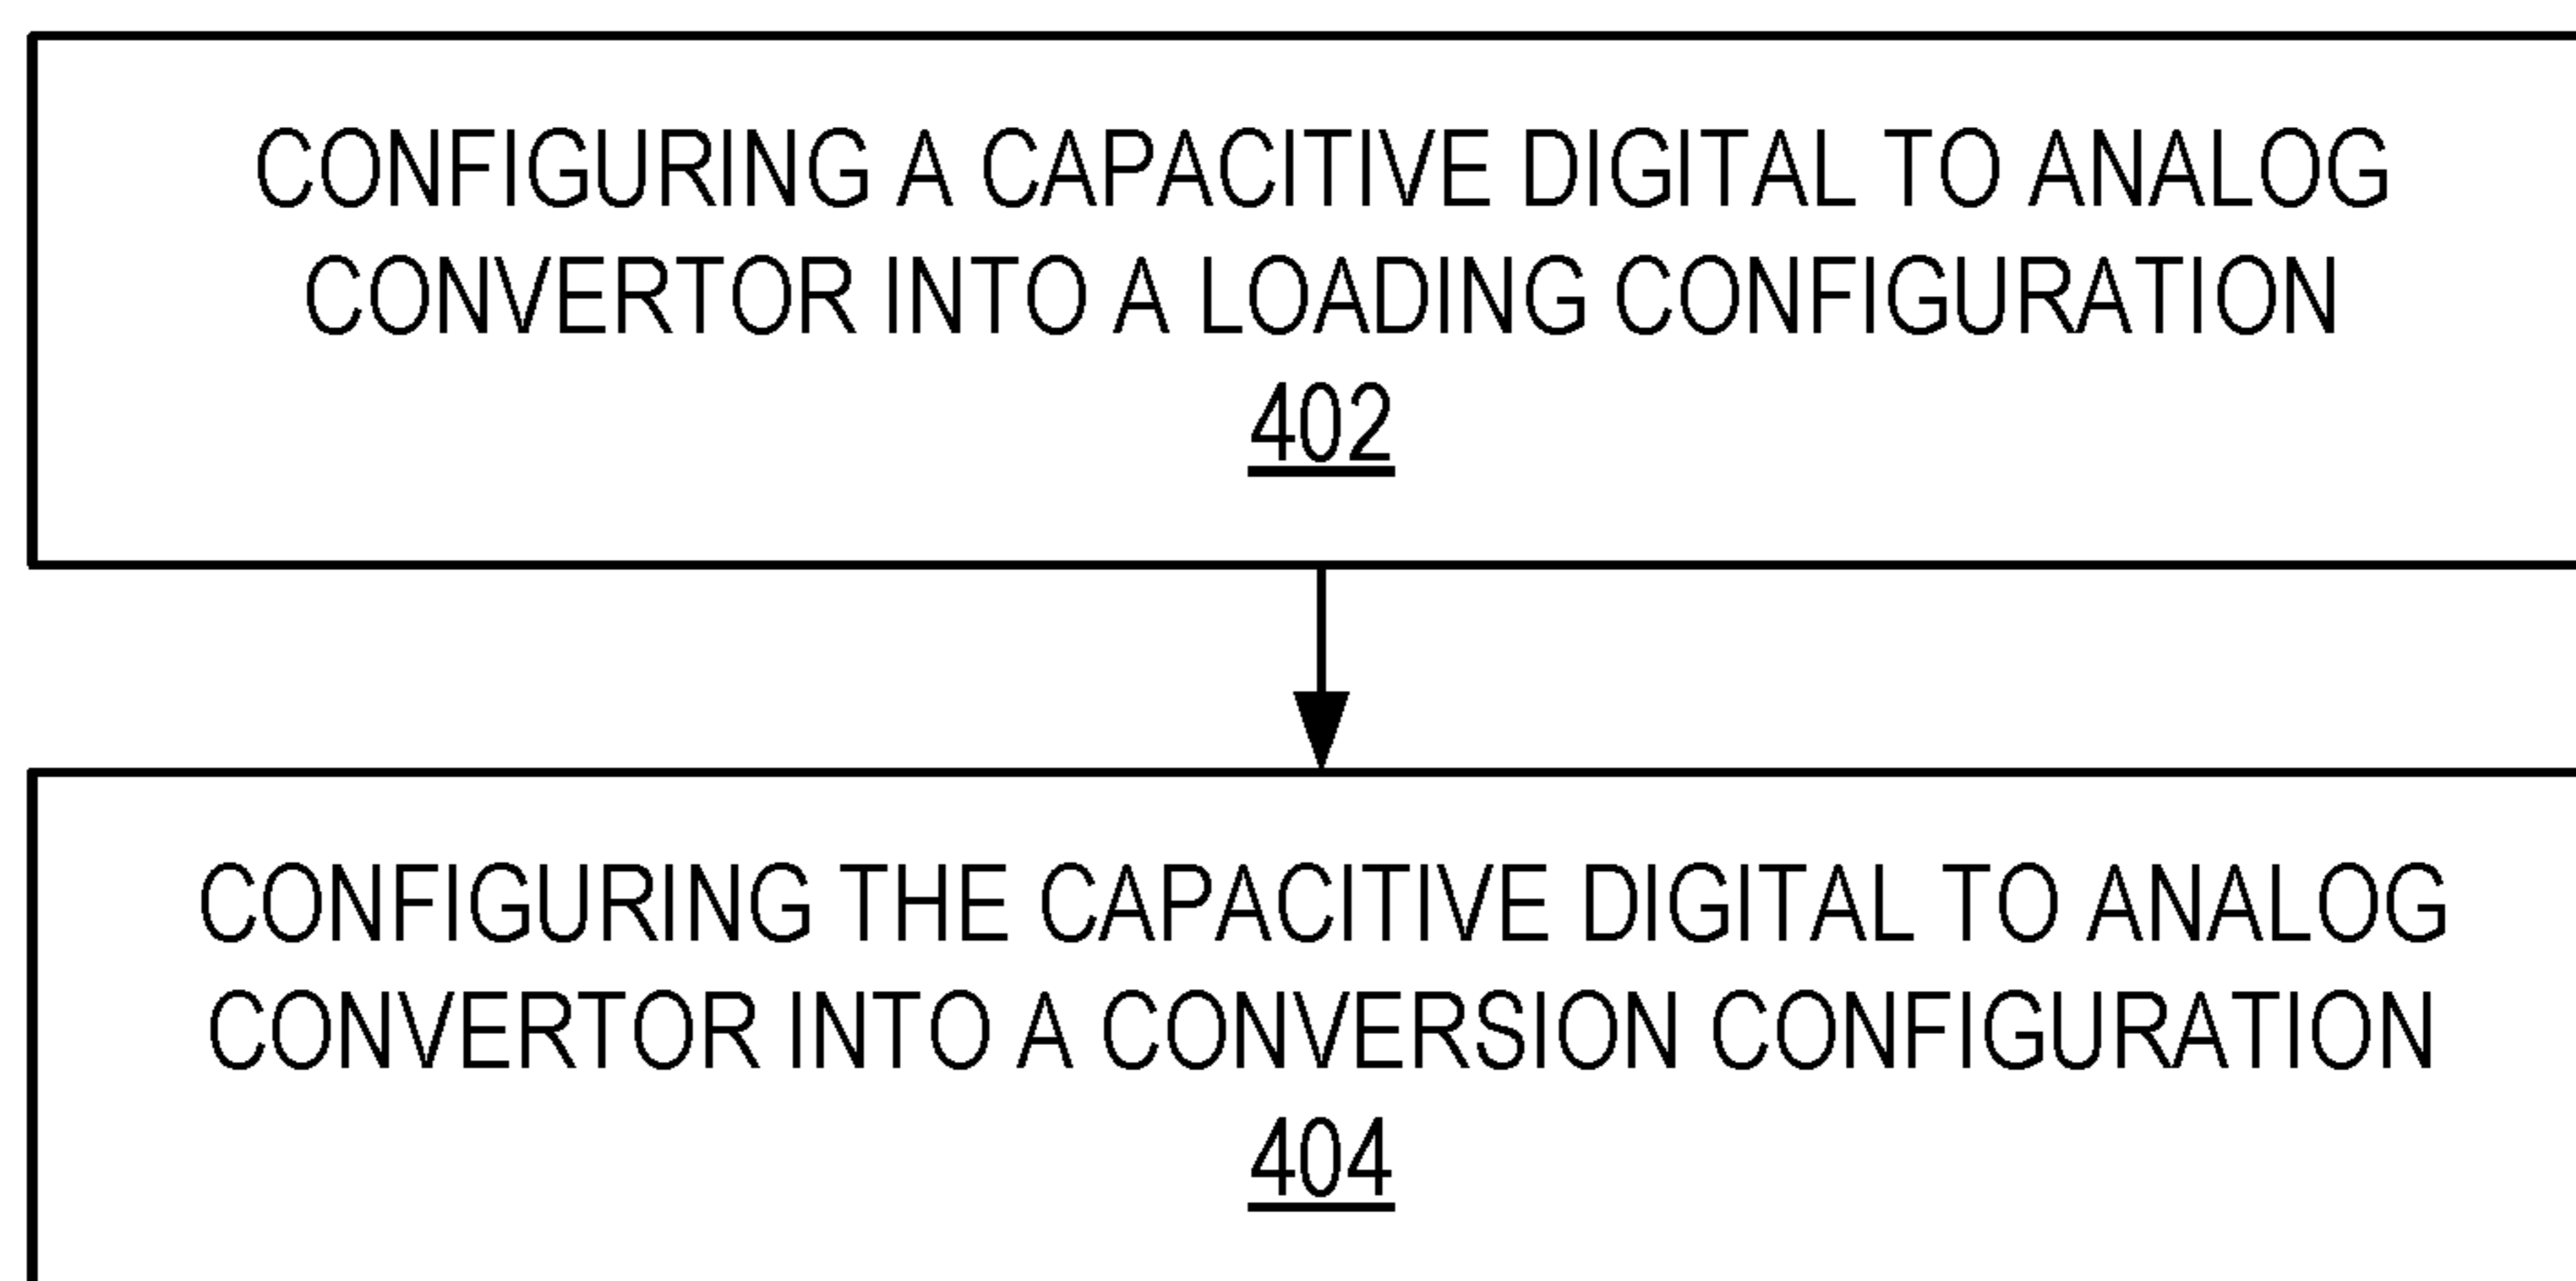 CONFIGURING A CAPACITIVE DIGITAL TO ANALOG
CONVERTOR INTO A LOADING CONFIGURATION
402
CONFIGURING THE CAPACITIVE DIGITAL TO ANALOG
CONVERTOR INTO A CONVERSION CONFIGURATION
404